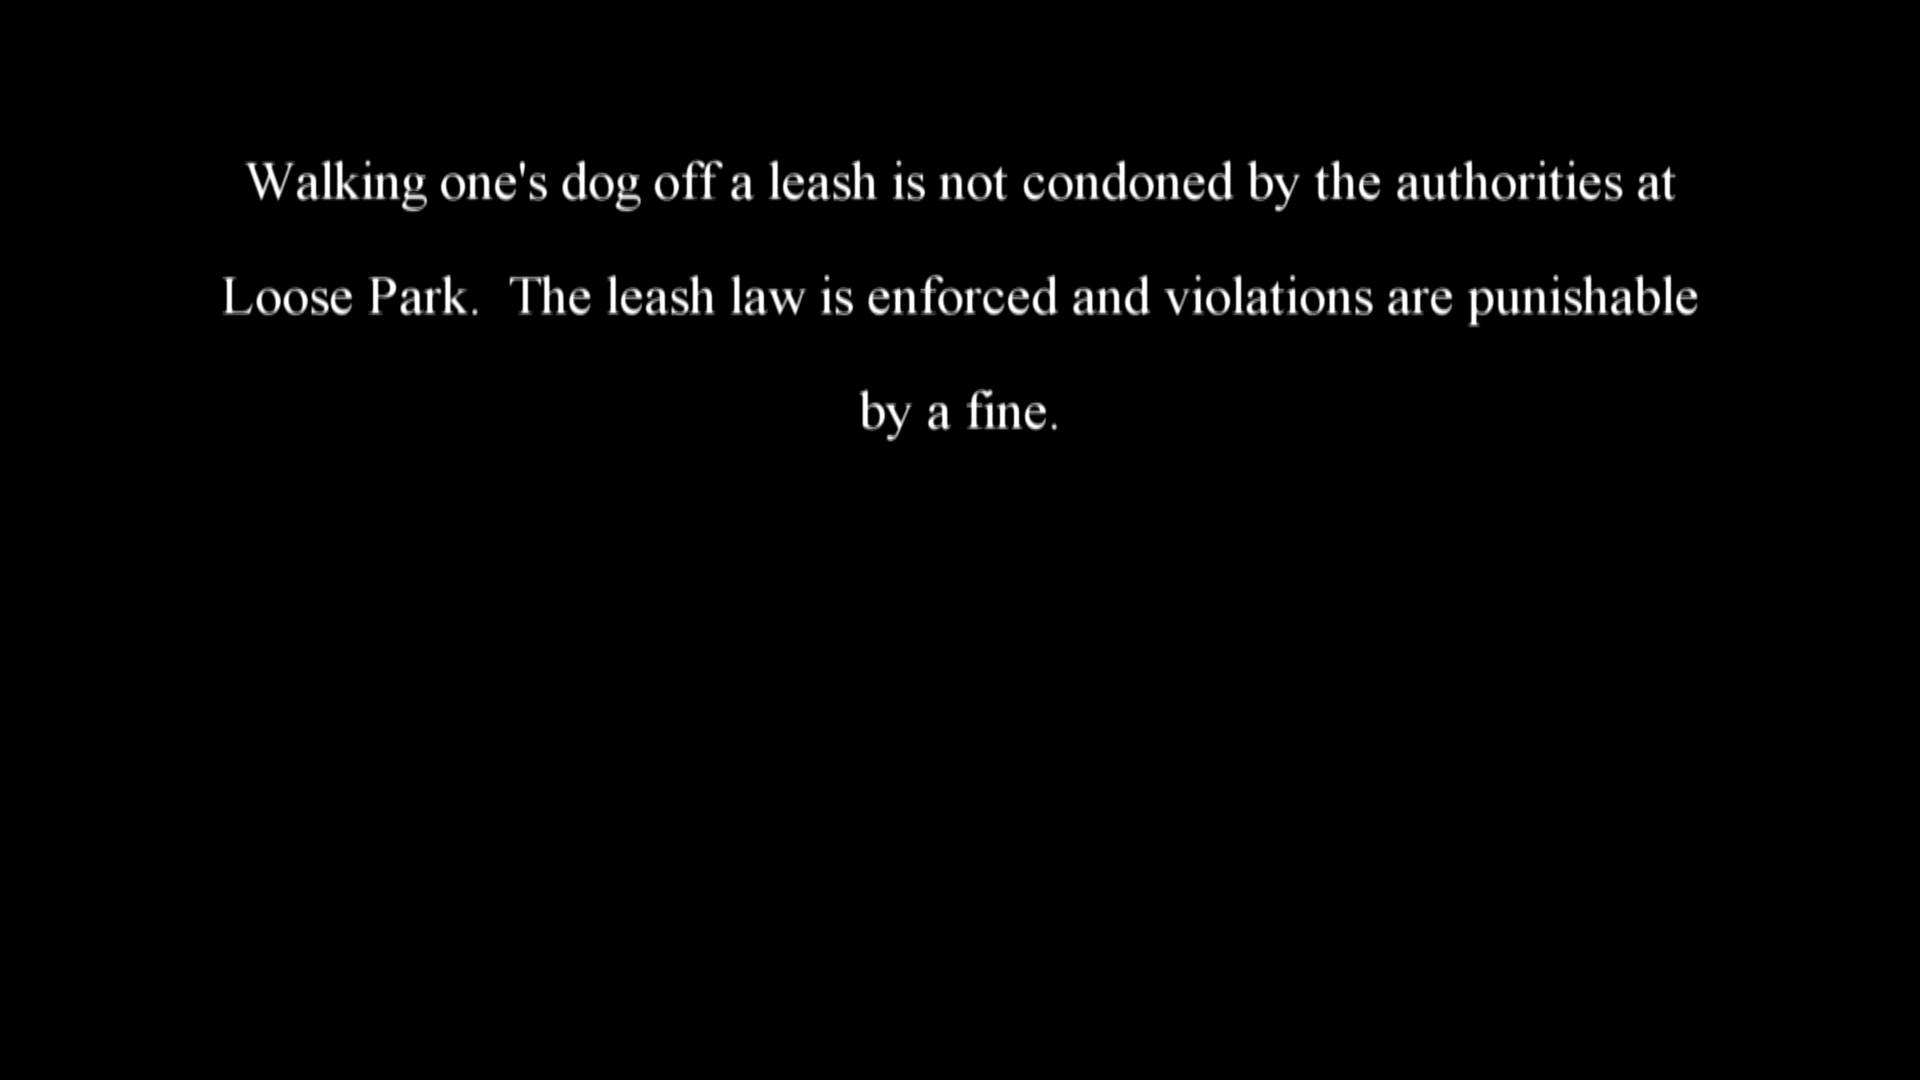 Walking one's dog off a leash is not condoned by the authorities at
Loose Park.  The leash law is enforced and violations are punishable
by a fine.